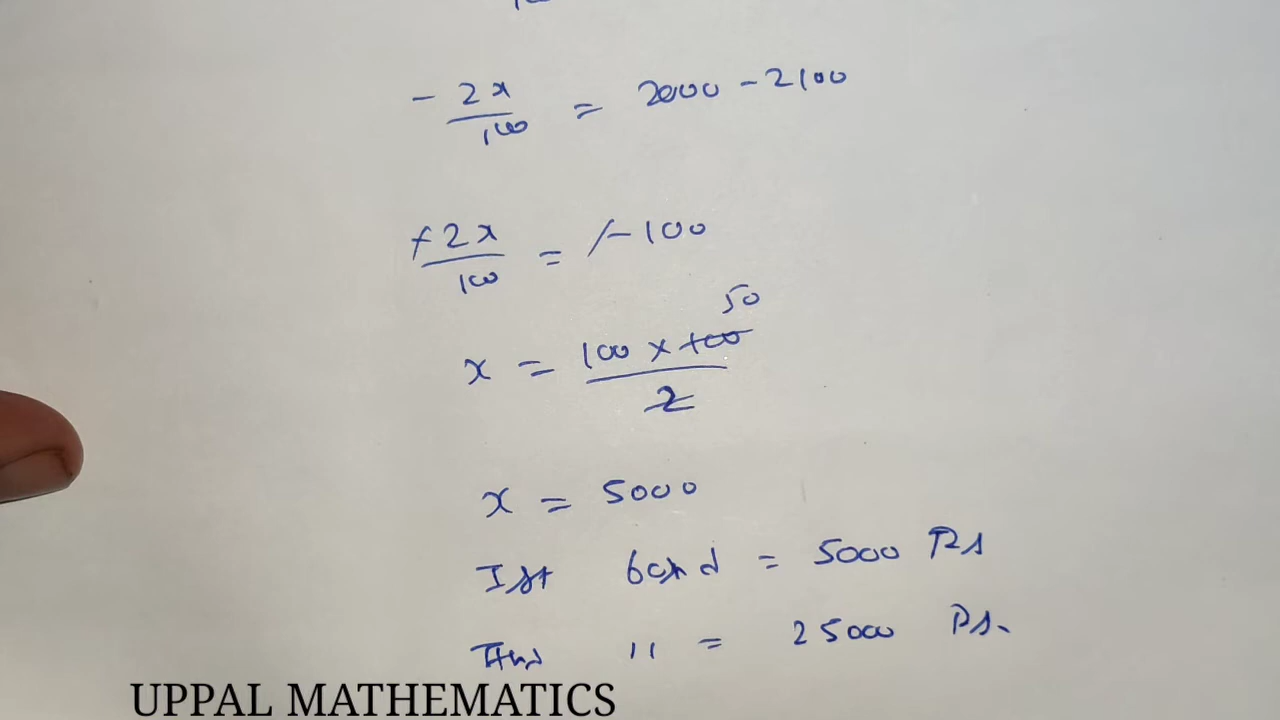 - 2x/100 = 2000 - 2100
+ 2x/100 = /- 100
50
x = 100 x 100/2
x = 5000
Ist bond = 5000 Rs
IInd 11 = 25000 Rs.
UPPAL MATHEMATICS